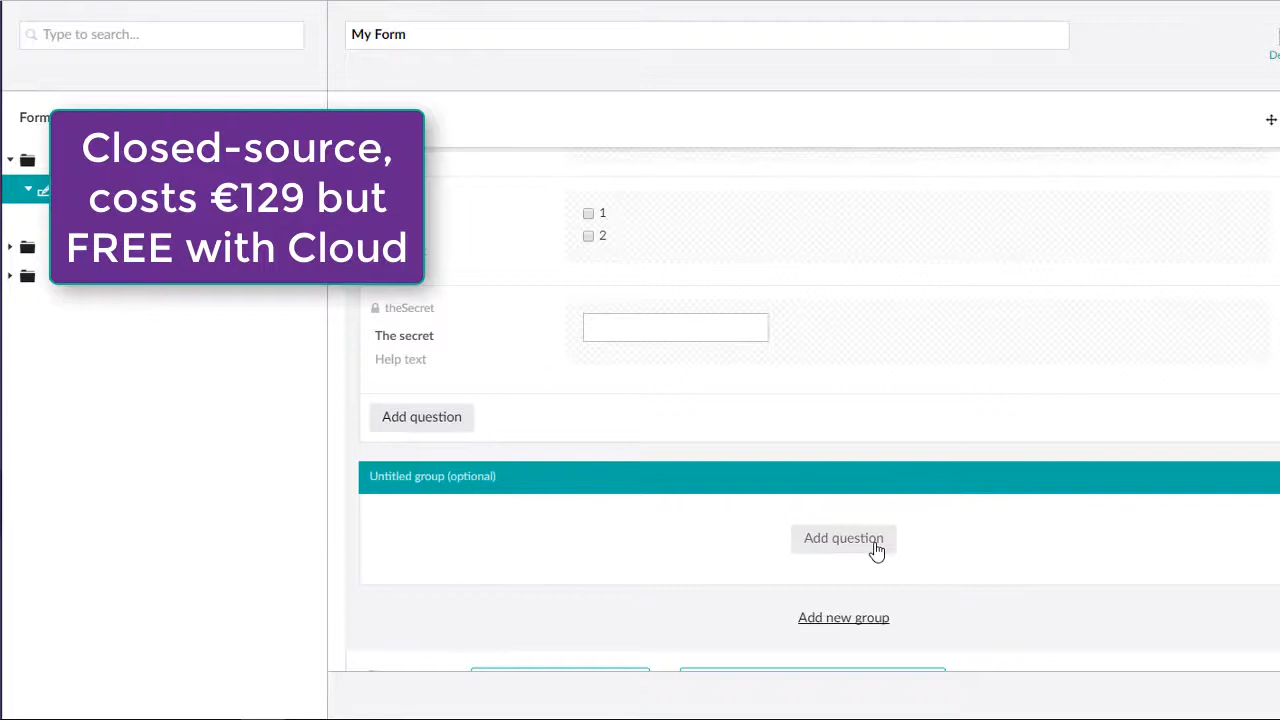 Type to search...
My Form
De
Form
Closed-source,
costs €129 but
FREE with Cloud
1
2
theSecret
The secret
Help text
Add question
Untitled group (optional)
Add question
Add new group